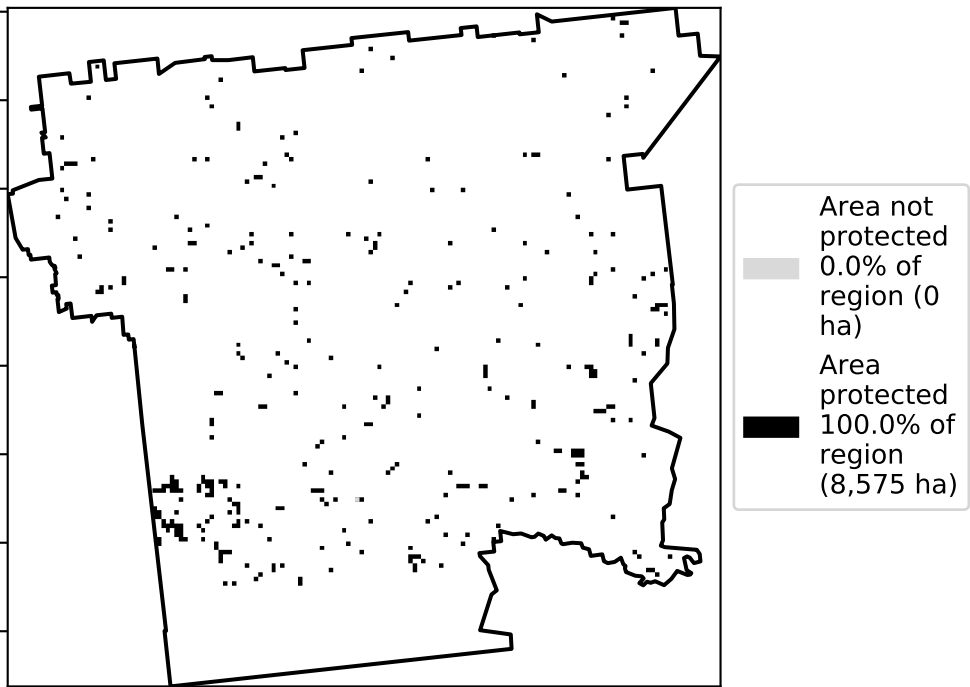 Area not
protected
0.0% of
region (0
ha)
Area
protected
100.0% of
region
(8,575 ha)